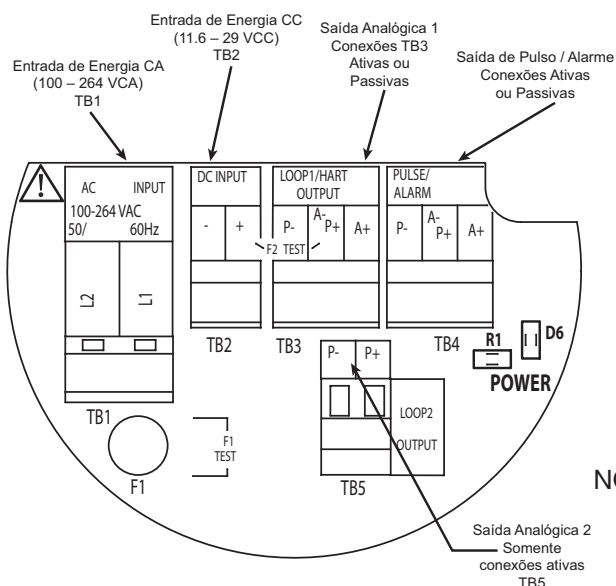 Entrada de Energia CC
(11.6 – 29 VCC)
TB2
Saída Analógica 1
Conexões TB3
Ativas ou
Passivas
Entrada de Energia CA
(100 – 264 VCA)
TB1
Saída de Pulso / Alarme
Conexões Ativas
ou Passivas
AC INPUT
100-264 VAC
50/ 60Hz
L2 L1
TB1
DC INPUT
- +
TB2
LOOP1/HART
OUTPUT
P- A- P+ A+
F2 TEST
TB3
PULSE/
ALARM
P- A- P+ A+
TB4
R1
D6
POWER
P- P+
LOOP2
OUTPUT
TB5
F1
F1
TEST
NO
Saída Analógica 2
Somente
conexões ativas
TB5